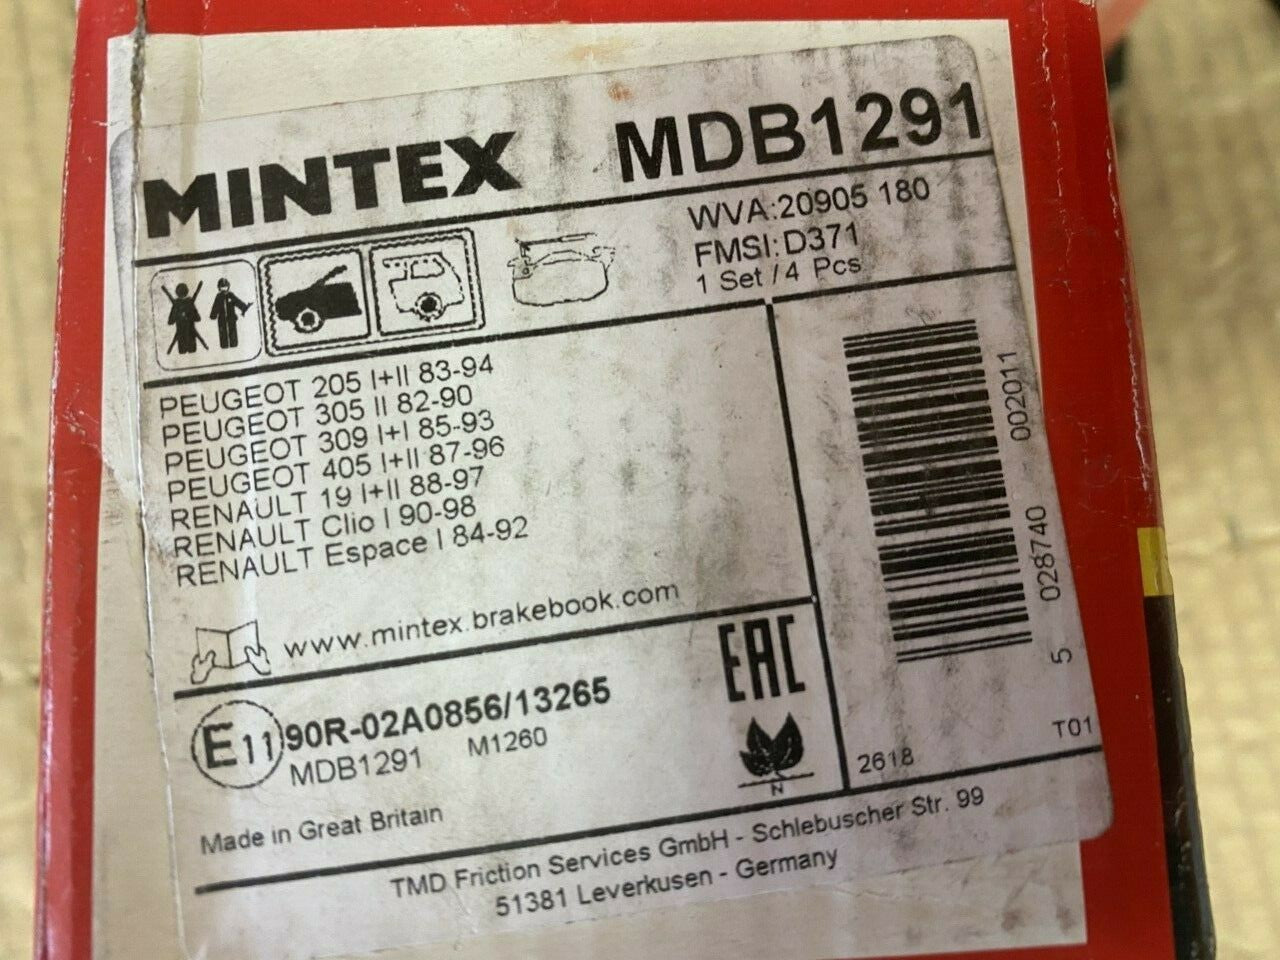 MINTEX MDB1291
WVA:20905 180
FMSI:D371
1 Set / 4 Pcs
PEUGEOT 205 I+II 83-94
PEUGEOT 305 II 82-90
PEUGEOT 309 I+I 85-93
PEUGEOT 405 I+II 87-96
RENAULT 19 I+II 88-97
RENAULT Clio I 90-98
RENAULT Espace I 84-92
www.mintex.brakebook.com
5 028740 002011
E11 90R-02A0856/13265
MDB1291 M1260
EAC
N
2618 T01
Made in Great Britain
TMD Friction Services GmbH - Schlebuscher Str. 99
51381 Leverkusen - Germany